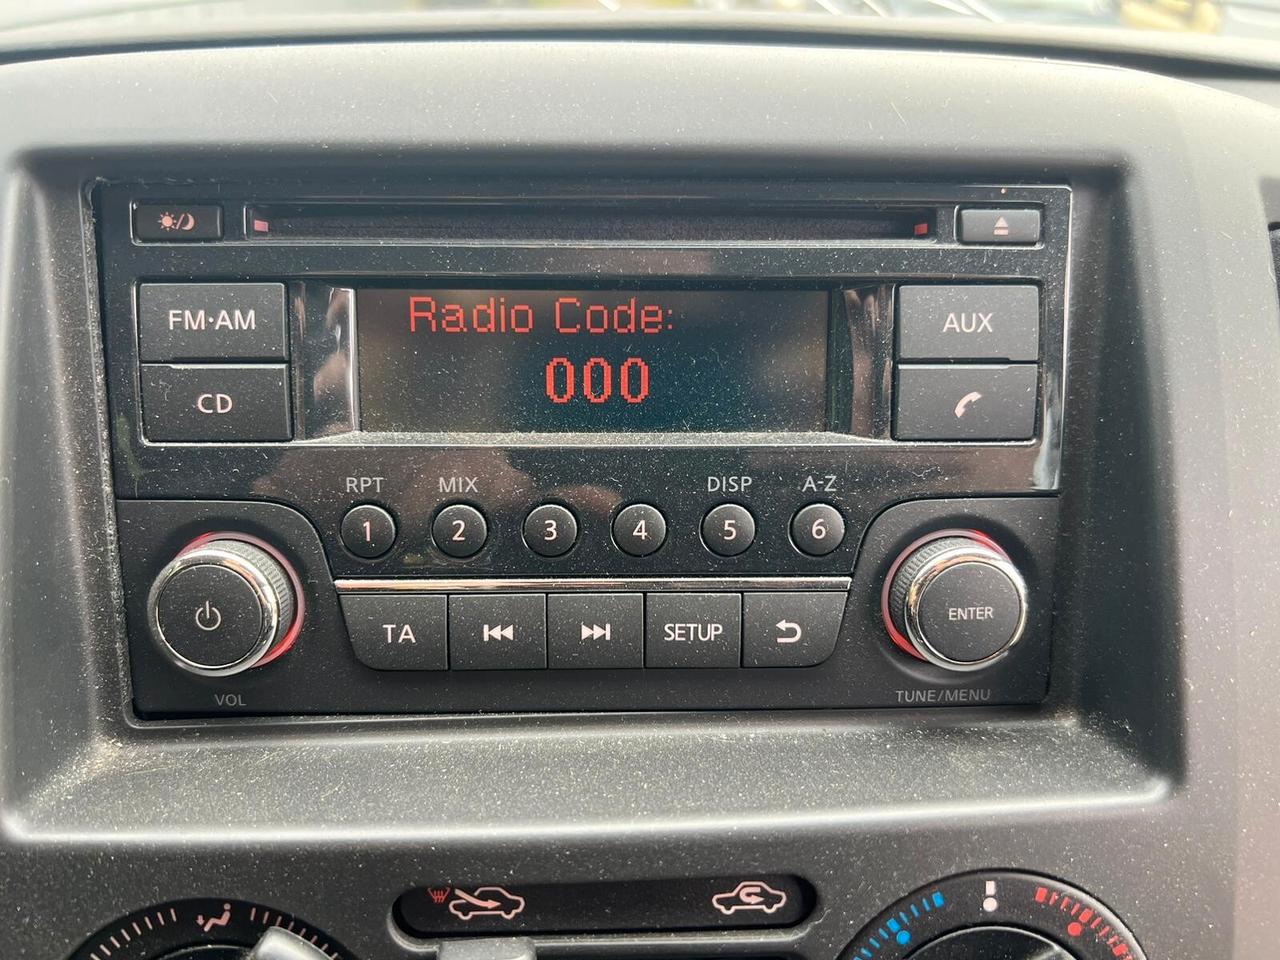 FM·AM
CD
Radio Code:
000
AUX
RPT
MIX
DISP
A-Z
1
2
3
4
5
6
TA
SETUP
ENTER
VOL
TUNE/MENU